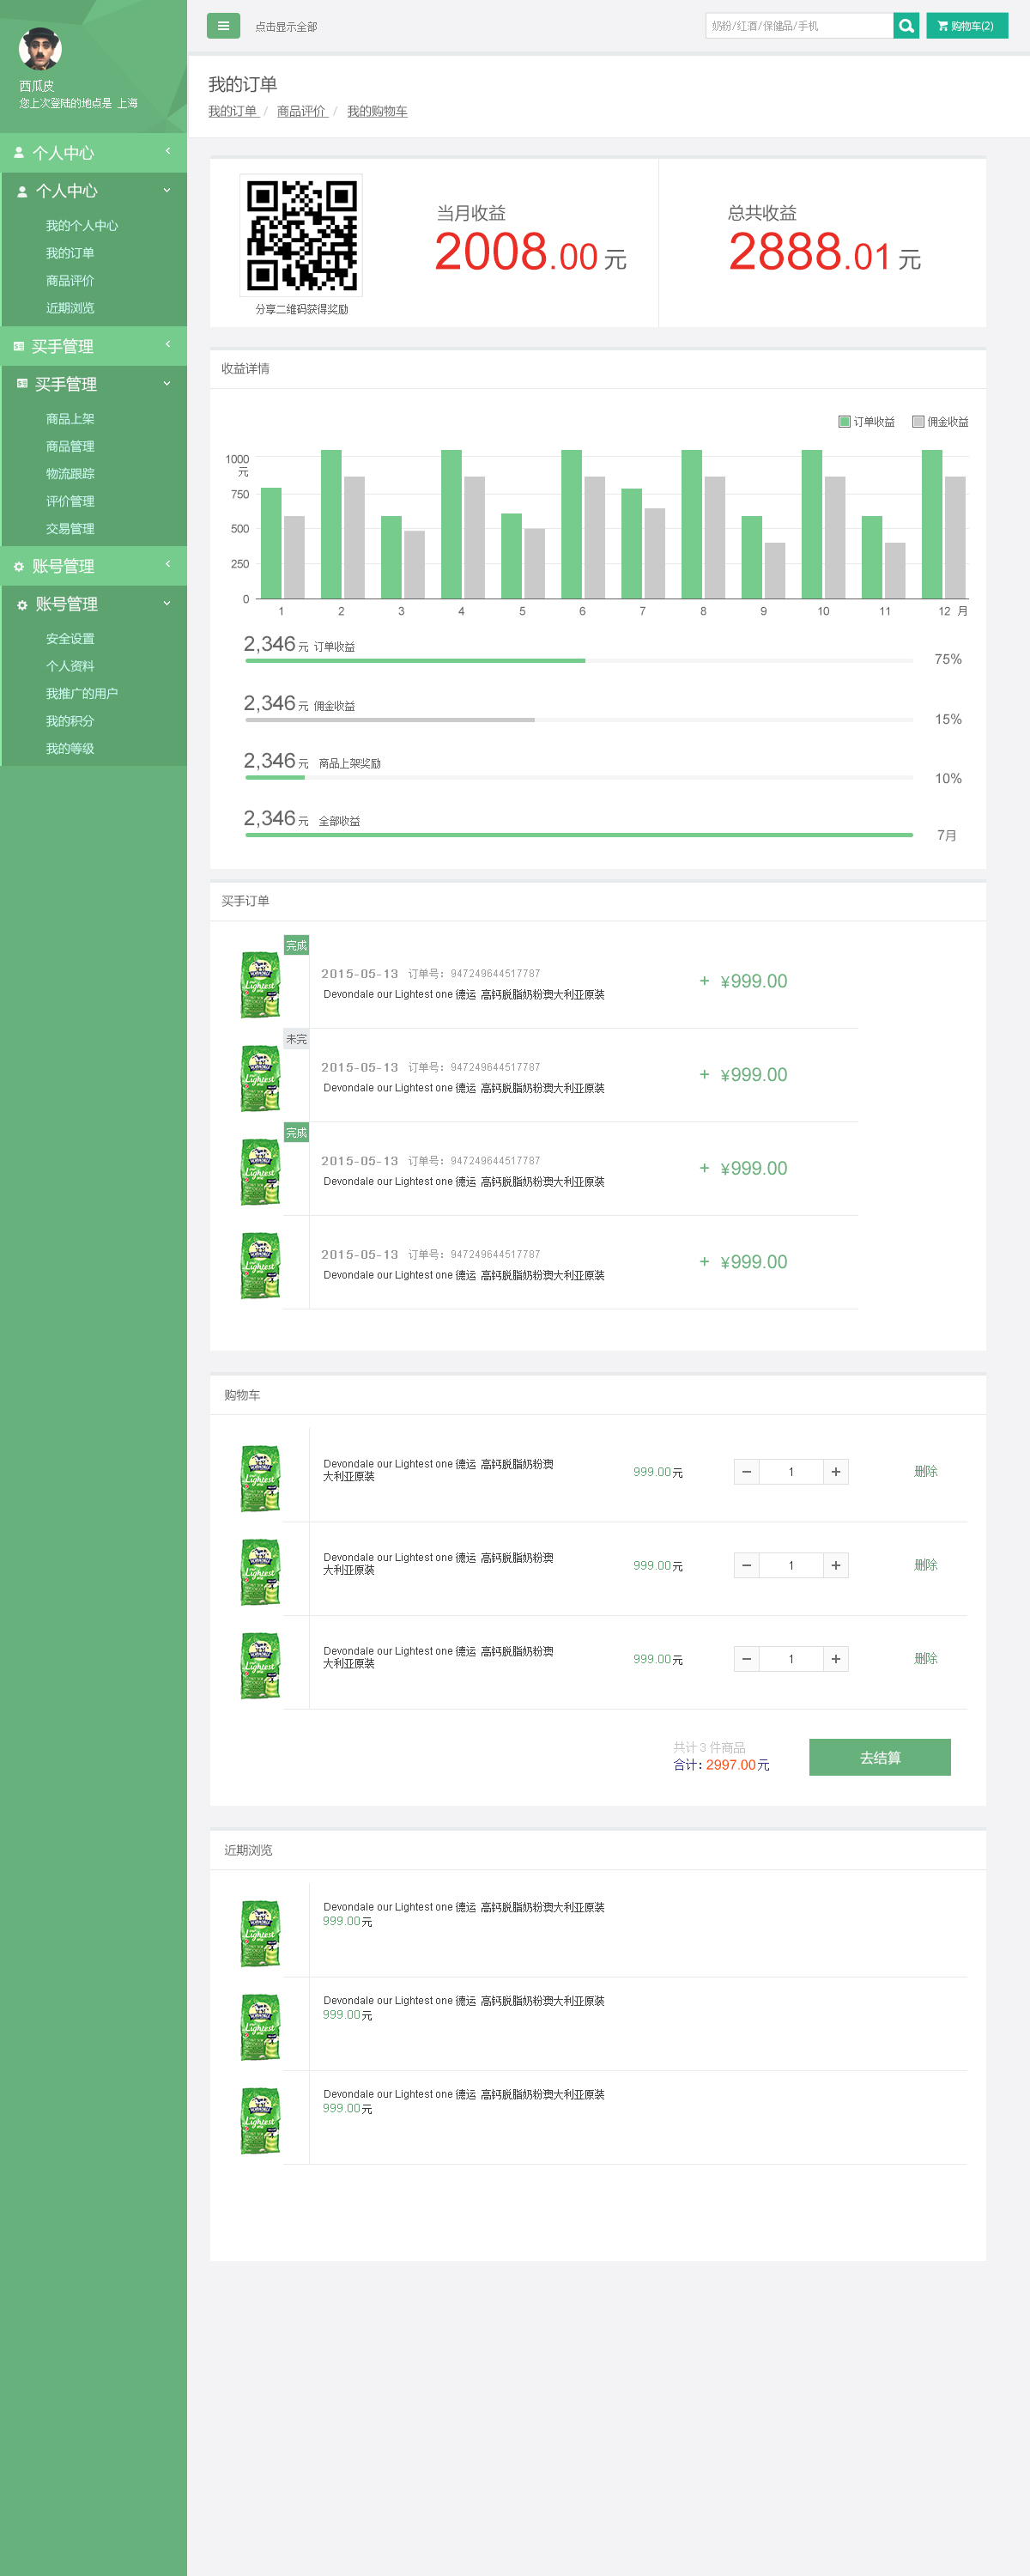 点击显示全部
奶粉/红酒/保健品/手机
购物车(2)
西瓜皮
您上次登陆的地点是 上海
个人中心
个人中心
我的个人中心
我的订单
商品评价
近期浏览
买手管理
买手管理
商品上架
商品管理
物流跟踪
评价管理
交易管理
账号管理
账号管理
安全设置
个人资料
我推广的用户
我的积分
我的等级
我的订单
我的订单 / 商品评价 / 我的购物车
分享二维码获得奖励
当月收益
2008.00 元
总共收益
2888.01 元
收益详情
订单收益 佣金收益
1000
元
750
500
250
0
1 2 3 4 5 6 7 8 9 10 11 12 月
2,346 元 订单收益
75%
2,346 元 佣金收益
15%
2,346 元 商品上架奖励
10%
2,346 元 全部收益
7月
买手订单
完成
2015-05-13 订单号: 947249644517787
Devondale our Lightest one 德运 高钙脱脂奶粉澳大利亚原装
+ ¥999.00
未完
2015-05-13 订单号: 947249644517787
Devondale our Lightest one 德运 高钙脱脂奶粉澳大利亚原装
+ ¥999.00
完成
2015-05-13 订单号: 947249644517787
Devondale our Lightest one 德运 高钙脱脂奶粉澳大利亚原装
+ ¥999.00
2015-05-13 订单号: 947249644517787
Devondale our Lightest one 德运 高钙脱脂奶粉澳大利亚原装
+ ¥999.00
购物车
Devondale our Lightest one 德运 高钙脱脂奶粉澳
大利亚原装
999.00元
− 1 +
删除
Devondale our Lightest one 德运 高钙脱脂奶粉澳
大利亚原装
999.00元
− 1 +
删除
Devondale our Lightest one 德运 高钙脱脂奶粉澳
大利亚原装
999.00元
− 1 +
删除
共计 3 件商品
合计: 2997.00元
去结算
近期浏览
Devondale our Lightest one 德运 高钙脱脂奶粉澳大利亚原装
999.00元
Devondale our Lightest one 德运 高钙脱脂奶粉澳大利亚原装
999.00元
Devondale our Lightest one 德运 高钙脱脂奶粉澳大利亚原装
999.00元